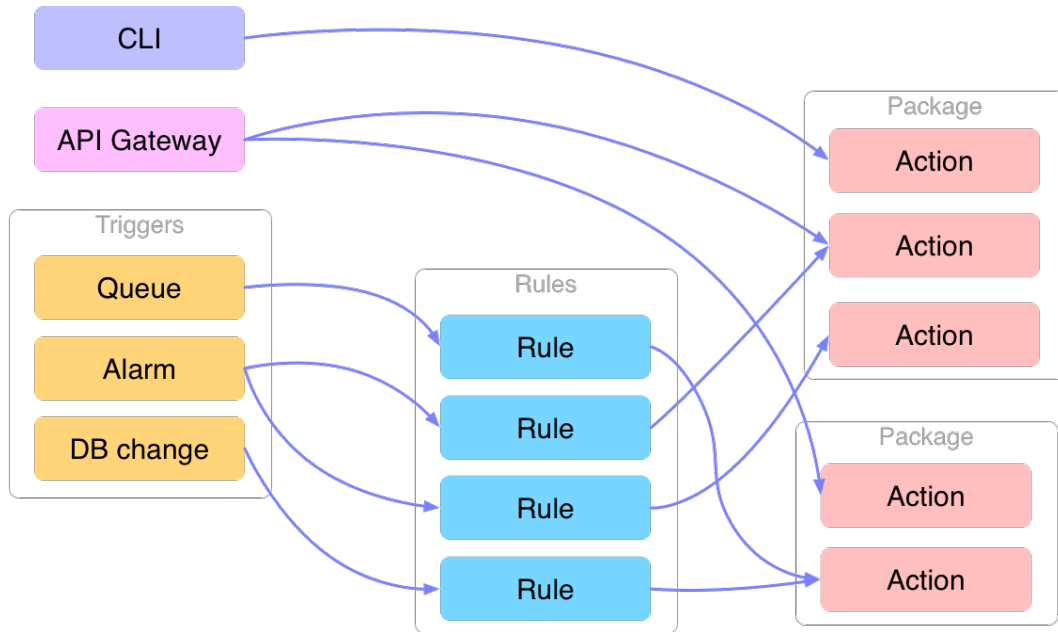 CLI
API Gateway
Triggers
Queue
Alarm
DB change
Rules
Rule
Rule
Rule
Rule
Package
Action
Action
Action
Package
Action
Action